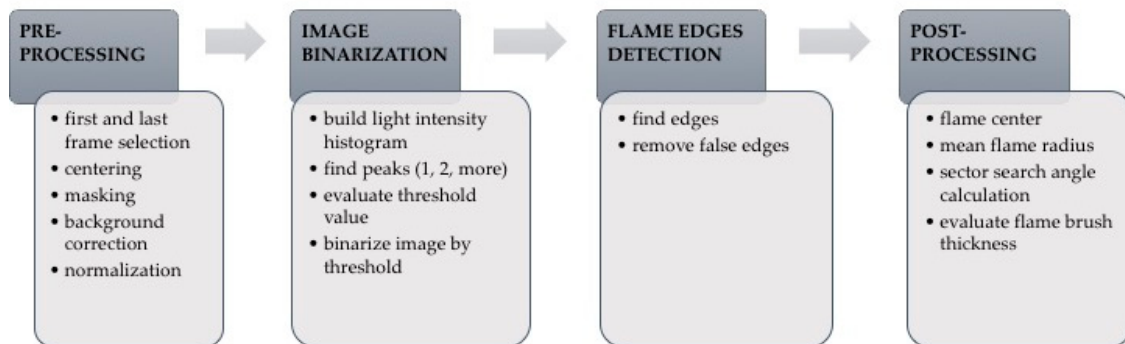 PRE-
PROCESSING
• first and last
frame selection
• centering
• masking
• background
correction
• normalization
IMAGE
BINARIZATION
• build light intensity
histogram
• find peaks (1, 2, more)
• evaluate threshold
value
• binarize image by
threshold
FLAME EDGES
DETECTION
• find edges
• remove false edges
POST-
PROCESSING
• flame center
• mean flame radius
• sector search angle
calculation
• evaluate flame brush
thickness